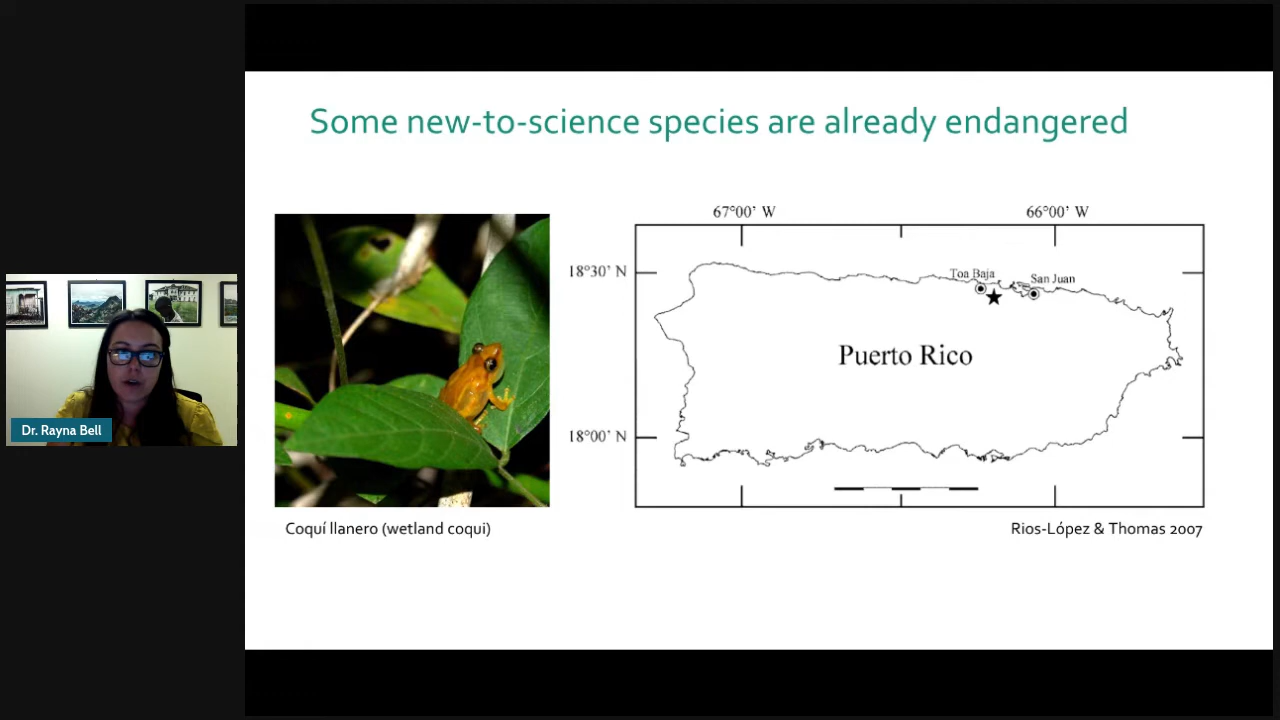 Some new-to-science species are already endangered
67°00' W
66°00' W
18°30' N
Toa Baja
San Juan
Puerto Rico
18°00' N
Dr. Rayna Bell
Coquí llanero (wetland coqui)
Rios-López & Thomas 2007